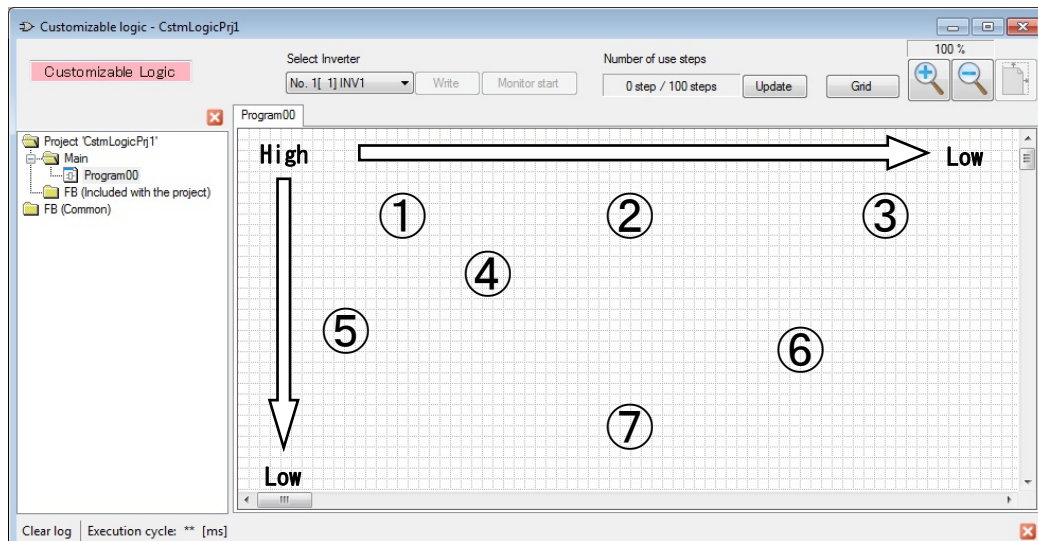 Customizable logic - CstmLogicPrj1
Customizable Logic
Select Inverter
No. 1[ 1] INV1
Write
Monitor start
Number of use steps
0 step / 100 steps
Update
Grid
100 %
Project 'CstmLogicPrj1'
Main
Program00
FB (Included with the project)
FB (Common)
Program00
High
Low
①
②
③
④
⑤
⑥
⑦
Low
Clear log
Execution cycle: ** [ms]